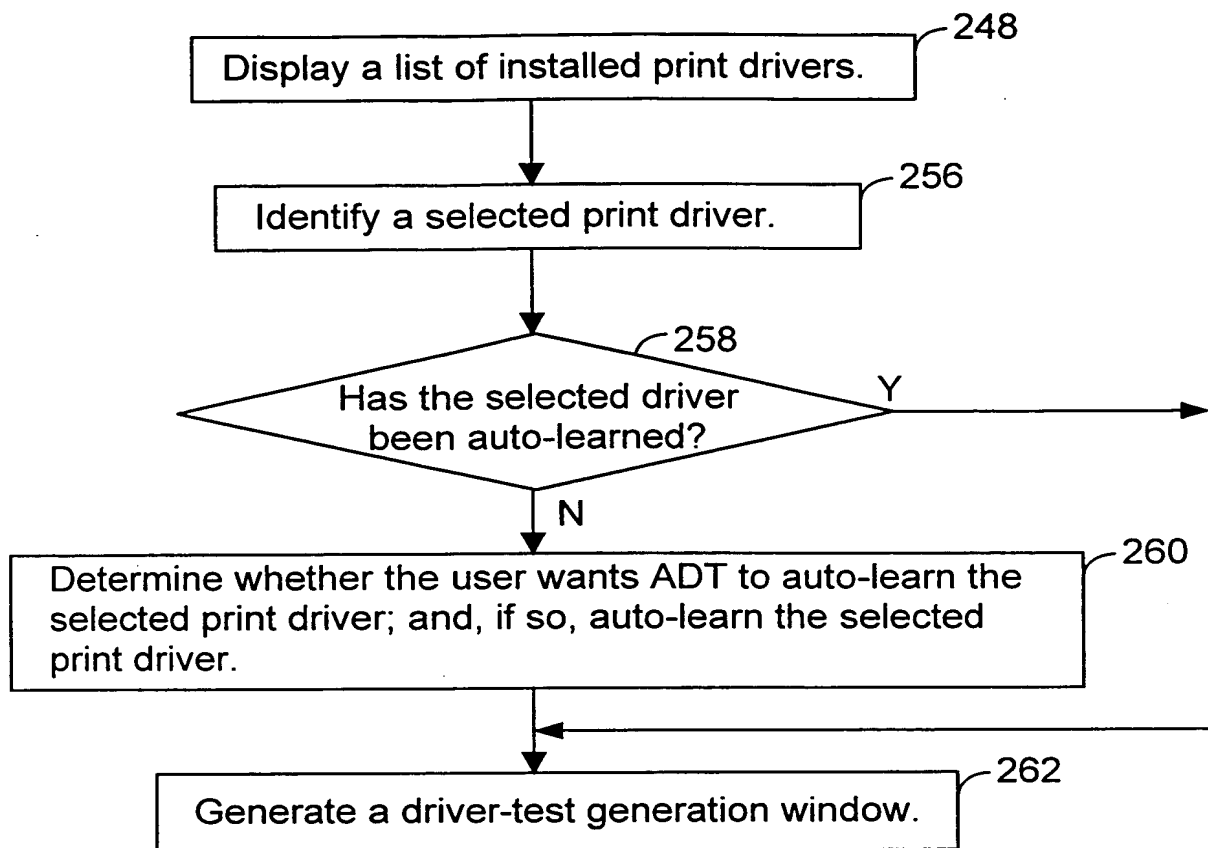 248
Display a list of installed print drivers.
256
Identify a selected print driver.
258
Has the selected driver
been auto-learned?
Y
N
260
Determine whether the user wants ADT to auto-learn the
selected print driver; and, if so, auto-learn the selected
print driver.
262
Generate a driver-test generation window.